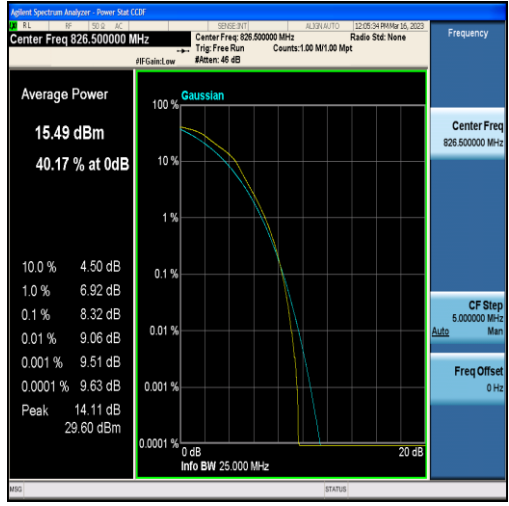 Agilent Spectrum Analyzer - Power Stat CCDF
RL RF 50 Ω AC SENSE:INT ALIGN AUTO 12:05:34 PM Mar 16, 2023
Center Freq 826.500000 MHz
Center Freq: 826.500000 MHz Radio Std: None
Trig: Free Run Counts:1.00 M/1.00 Mpt
#IFGain:Low #Atten: 46 dB
Frequency
Average Power
15.49 dBm
40.17 % at 0dB
10.0 % 4.50 dB
1.0 % 6.92 dB
0.1 % 8.32 dB
0.01 % 9.06 dB
0.001 % 9.51 dB
0.0001 % 9.63 dB
Peak 14.11 dB
29.60 dBm
Gaussian
100 %
10 %
1 %
0.1 %
0.01 %
0.001 %
0.0001 %
0 dB 20 dB
Info BW 25.000 MHz
Center Freq
826.500000 MHz
CF Step
5.000000 MHz
Auto Man
Freq Offset
0 Hz
MSG STATUS